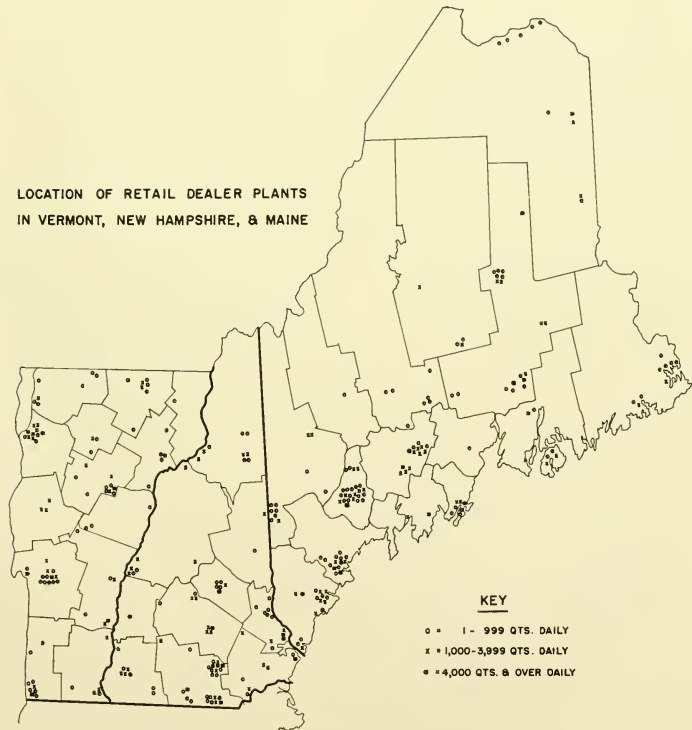 LOCATION OF RETAIL DEALER PLANTS
IN VERMONT, NEW HAMPSHIRE, & MAINE
KEY
o = 1 - 999 QTS. DAILY
x = 1,000-3,999 QTS. DAILY
■ = 4,000 QTS. & OVER DAILY